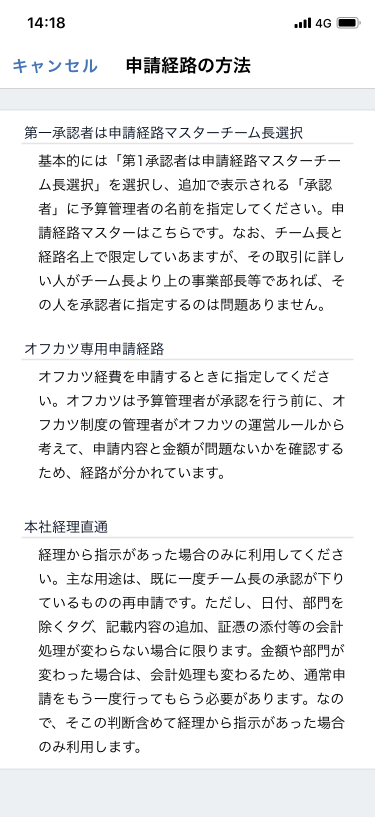 14:18
4G
キャンセル
申請経路の方法
第一承認者は申請経路マスターチーム長選択
基本的には「第1承認者は申請経路マスターチー
ム長選択」を選択し、追加で表示される「承認
者」に予算管理者の名前を指定してください。申
請経路マスターはこちらです。なお、チーム長と
経路名上で限定していあますが、その取引に詳し
い人がチーム長より上の事業部長等であれば、そ
の人を承認者に指定するのは問題ありません。
オフカツ専用申請経路
オフカツ経費を申請するときに指定してくださ
い。オフカツは予算管理者が承認を行う前に、オ
フカツ制度の管理者がオフカツの運営ルールから
考えて、申請内容と金額が問題ないかを確認する
ため、経路が分かれています。
本社経理直通
経理から指示があった場合のみに利用してくださ
い。主な用途は、既に一度チーム長の承認が下り
ているものの再申請です。ただし、日付、部門を
除くタグ、記載内容の追加、証憑の添付等の会計
処理が変わらない場合に限ります。金額や部門が
変わった場合は、会計処理も変わるため、通常申
請をもう一度行ってもらう必要があります。なの
で、そこの判断含めて経理から指示があった場合
のみ利用します。